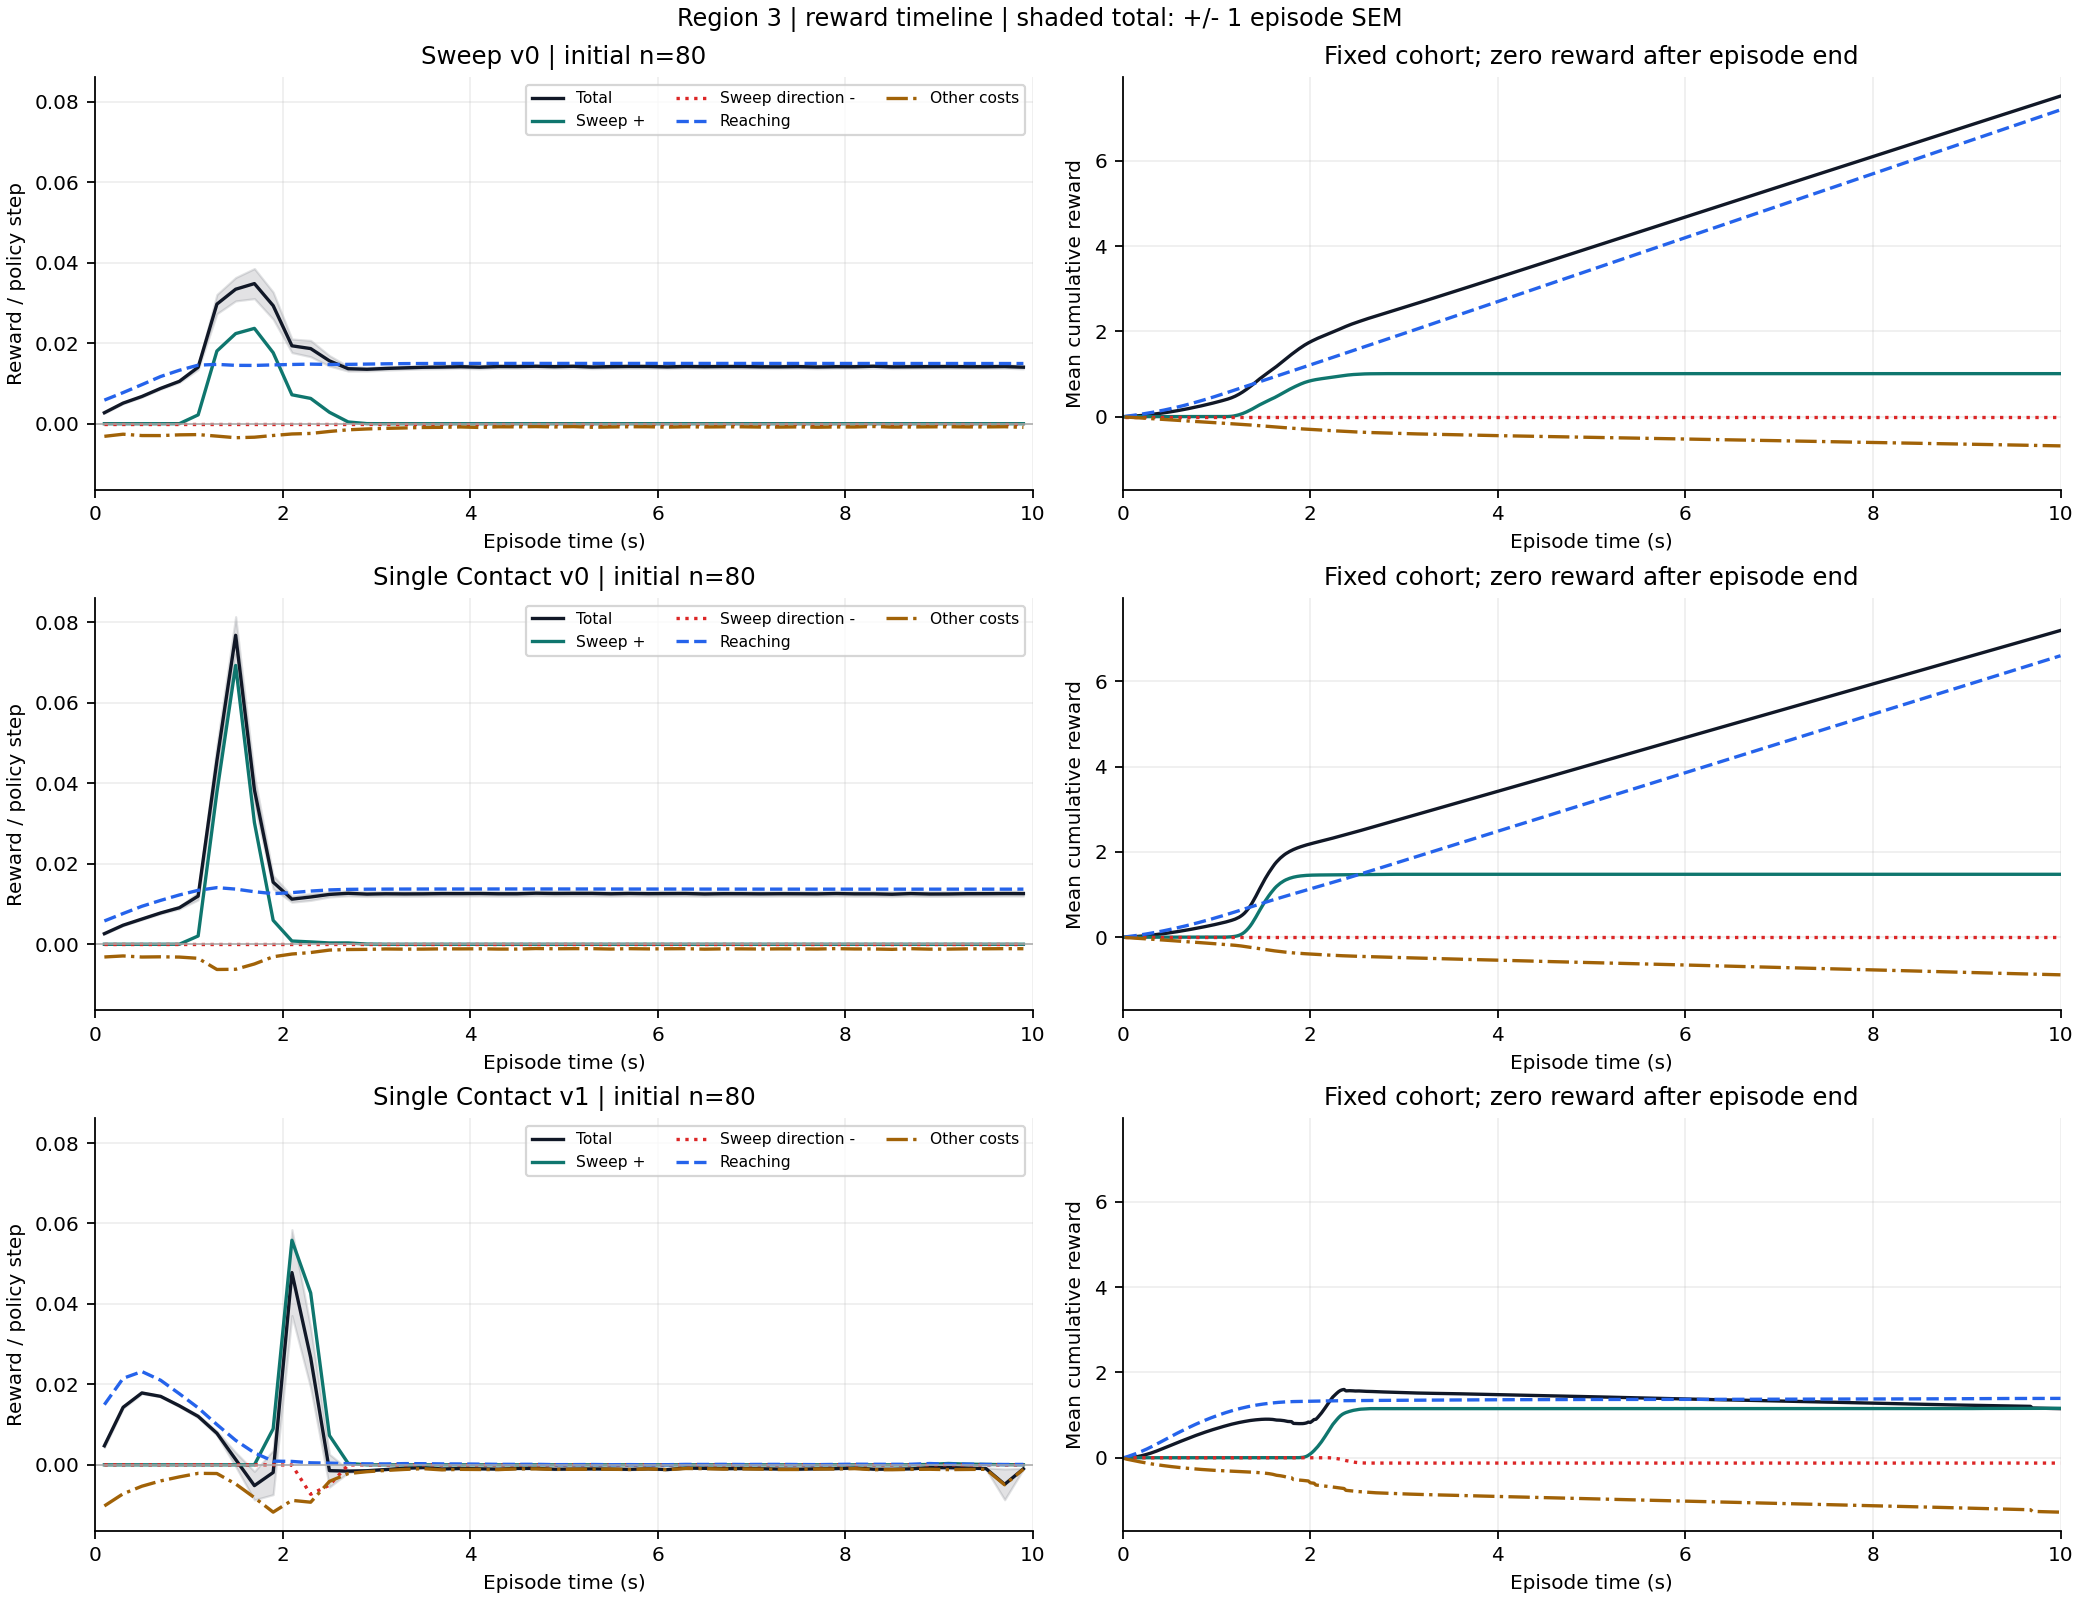 Region 3 | reward timeline | shaded total: +/- 1 episode SEM
Sweep v0 | initial n=80
Reward / policy step
0.08
0.06
0.04
0.02
0.00
Total
Sweep +
Sweep direction -
Reaching
Other costs
0 2 4 6 8 10
Episode time (s)
Fixed cohort; zero reward after episode end
Mean cumulative reward
6
4
2
0
0 2 4 6 8 10
Episode time (s)
Single Contact v0 | initial n=80
Reward / policy step
0.08
0.06
0.04
0.02
0.00
Total
Sweep +
Sweep direction -
Reaching
Other costs
0 2 4 6 8 10
Episode time (s)
Fixed cohort; zero reward after episode end
Mean cumulative reward
6
4
2
0
0 2 4 6 8 10
Episode time (s)
Single Contact v1 | initial n=80
Reward / policy step
0.08
0.06
0.04
0.02
0.00
Total
Sweep +
Sweep direction -
Reaching
Other costs
0 2 4 6 8 10
Episode time (s)
Fixed cohort; zero reward after episode end
Mean cumulative reward
6
4
2
0
0 2 4 6 8 10
Episode time (s)